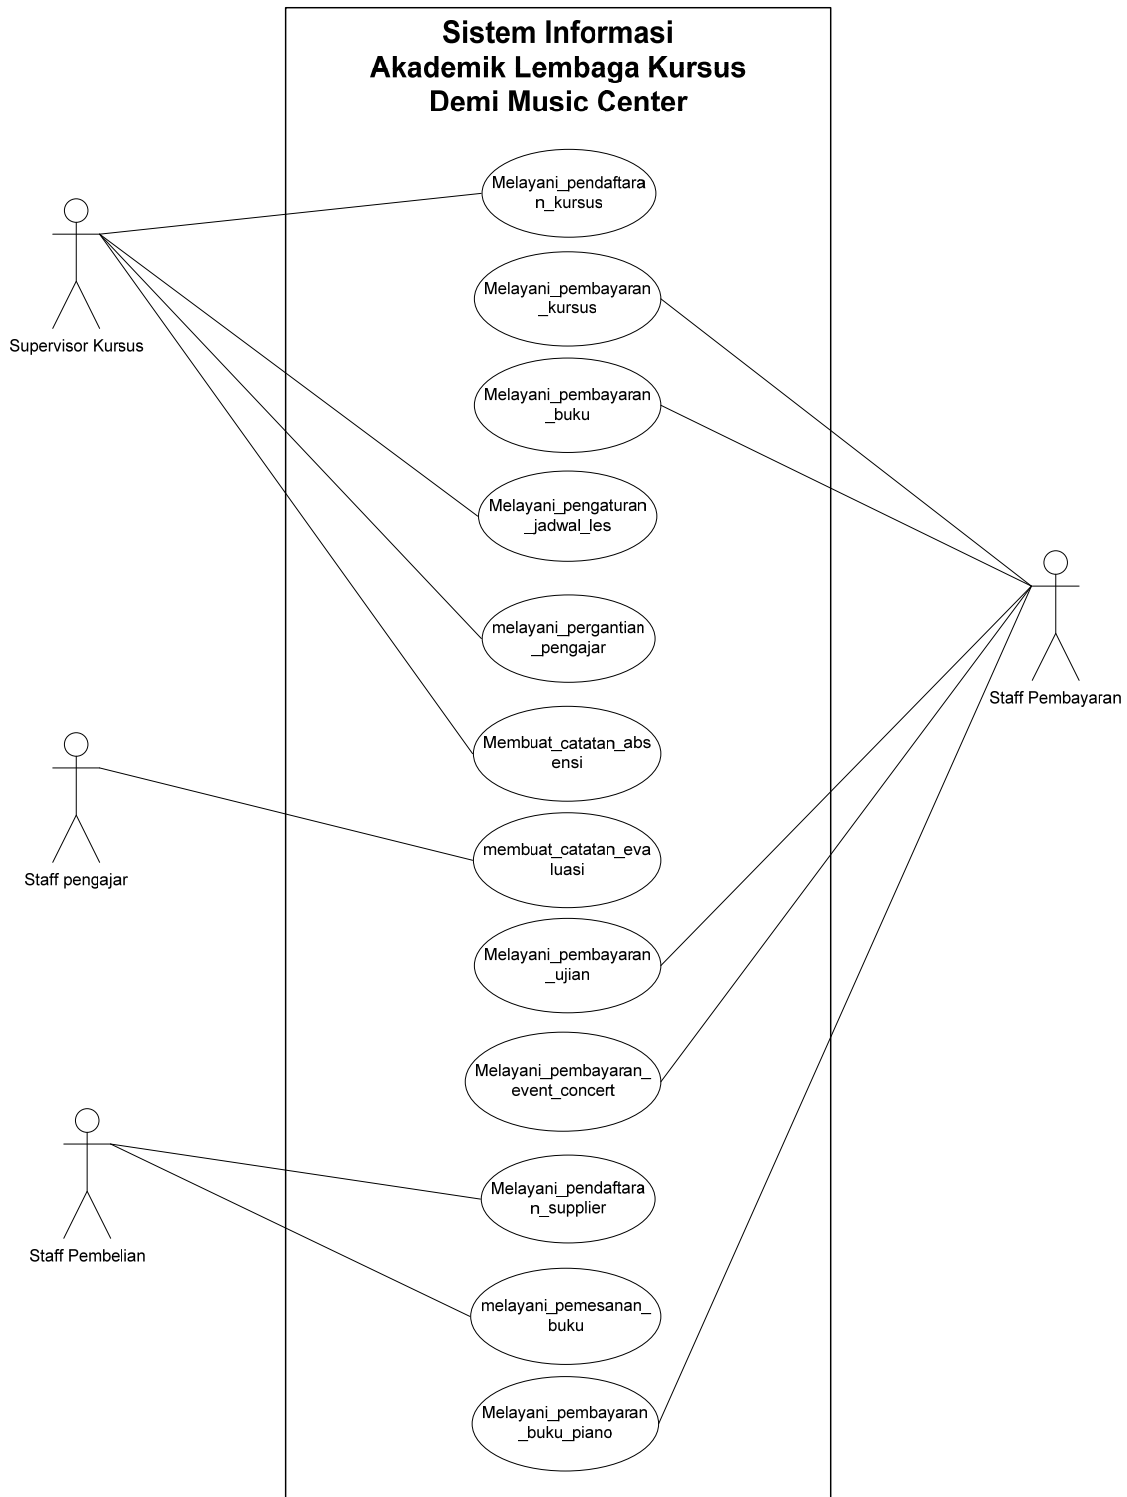 Sistem Informasi
Akademik Lembaga Kursus
Demi Music Center
Melayani_pendaftara
n_kursus
Melayani_pembayaran
_kursus
Supervisor Kursus
Melayani_pembayaran
_buku
Melayani_pengaturan
_jadwal_les
melayani_pergantian
_pengajar
Staff Pembayaran
Membuat_catatan_abs
ensi
membuat_catatan_eva
luasi
Staff pengajar
Melayani_pembayaran
_ujian
Melayani_pembayaran_
event_concert
Melayani_pendaftara
n_supplier
Staff Pembelian
melayani_pemesanan_
buku
Melayani_pembayaran
_buku_piano